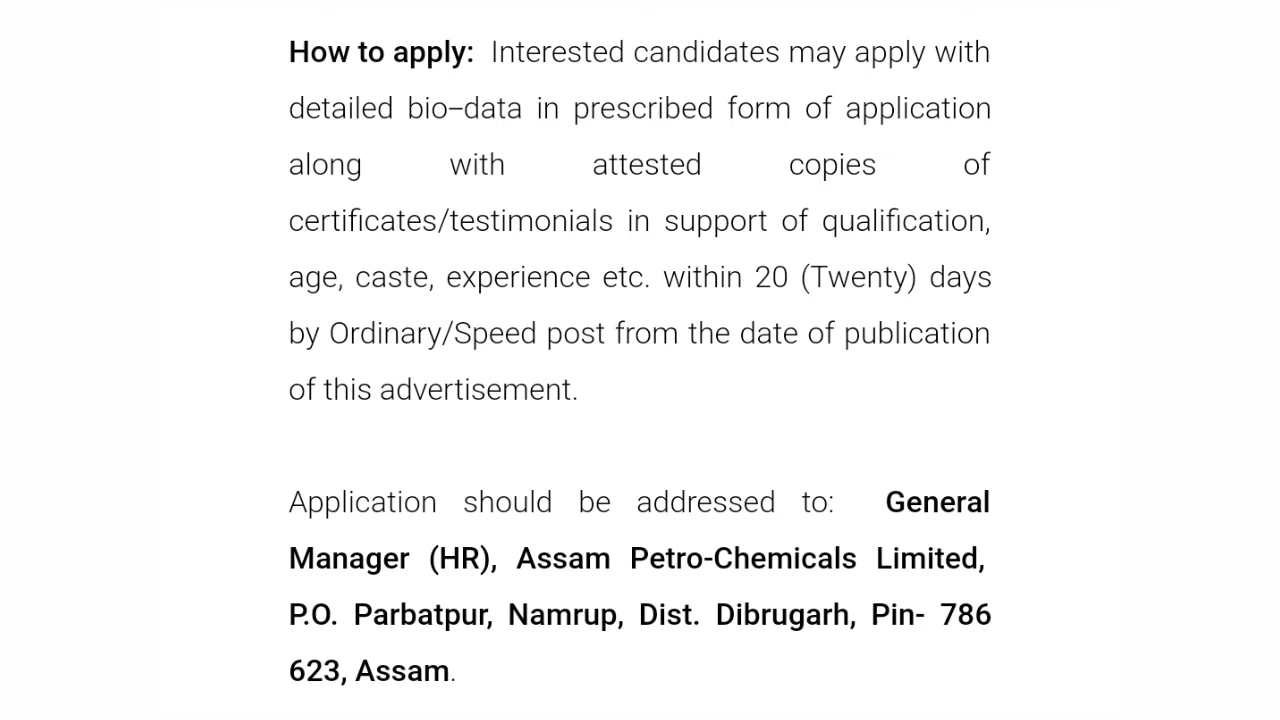 How to apply: Interested candidates may apply with
detailed bio–data in prescribed form of application
along with attested copies of
certificates/testimonials in support of qualification,
age, caste, experience etc. within 20 (Twenty) days
by Ordinary/Speed post from the date of publication
of this advertisement.
Application should be addressed to: General
Manager (HR), Assam Petro-Chemicals Limited,
P.O. Parbatpur, Namrup, Dist. Dibrugarh, Pin- 786
623, Assam.